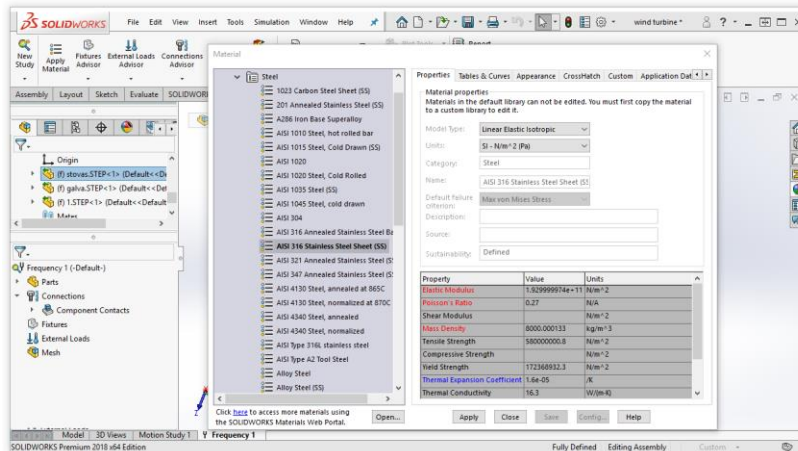 SOLIDWORKS
File Edit View Insert Tools Simulation Window Help
wind turbine *
New Study
Apply Material
Fixtures Advisor
External Loads Advisor
Connections Advisor
Report
Assembly Layout Sketch Evaluate SOLIDWOR
Origin
(f) stovas.STEP<1> (Default<<De
(f) galva.STEP<1> (Default<<Def
(f) 1.STEP<1> (Default<<Default
Mates
Frequency 1 (-Default-)
Parts
Connections
Component Contacts
Fixtures
External Loads
Mesh
Material
Steel
1023 Carbon Steel Sheet (SS)
201 Annealed Stainless Steel (SS)
A286 Iron Base Superalloy
AISI 1010 Steel, hot rolled bar
AISI 1015 Steel, Cold Drawn (SS)
AISI 1020
AISI 1020 Steel, Cold Rolled
AISI 1035 Steel (SS)
AISI 1045 Steel, cold drawn
AISI 304
AISI 316 Annealed Stainless Steel Ba
AISI 316 Stainless Steel Sheet (SS)
AISI 321 Annealed Stainless Steel (S
AISI 347 Annealed Stainless Steel (S
AISI 4130 Steel, annealed at 865C
AISI 4130 Steel, normalized at 870C
AISI 4340 Steel, annealed
AISI 4340 Steel, normalized
AISI Type 316L stainless steel
AISI Type A2 Tool Steel
Alloy Steel
Alloy Steel (SS)
Click here to access more materials using
the SOLIDWORKS Materials Web Portal.
Open...
Properties Tables & Curves Appearance CrossHatch Custom Application Dat
Material properties
Materials in the default library can not be edited. You must first copy the material
to a custom library to edit it.
Model Type: Linear Elastic Isotropic
Units: SI - N/m^2 (Pa)
Category: Steel
Name: AISI 316 Stainless Steel Sheet (SS
Default failure criterion: Max von Mises Stress
Description:
Source:
Sustainability: Defined
Property Value Units
Elastic Modulus 1.929999974e+11 N/m^2
Poisson's Ratio 0.27 N/A
Shear Modulus N/m^2
Mass Density 8000.000133 kg/m^3
Tensile Strength 580000000.8 N/m^2
Compressive Strength N/m^2
Yield Strength 172368932.3 N/m^2
Thermal Expansion Coefficient 1.6e-05 /K
Thermal Conductivity 16.3 W/(m·K)
Apply Close Save Config... Help
Model 3D Views Motion Study 1 Frequency 1
SOLIDWORKS Premium 2018 x64 Edition
Fully Defined Editing Assembly Custom